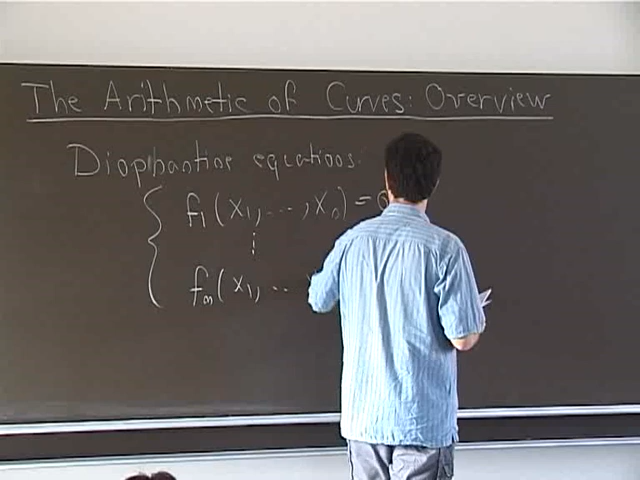 The Arithmetic of Curves: Overview
Diophantine equations:
f₁(x₁, ..., xₙ) = 0
⋮
fₘ(x₁, ..